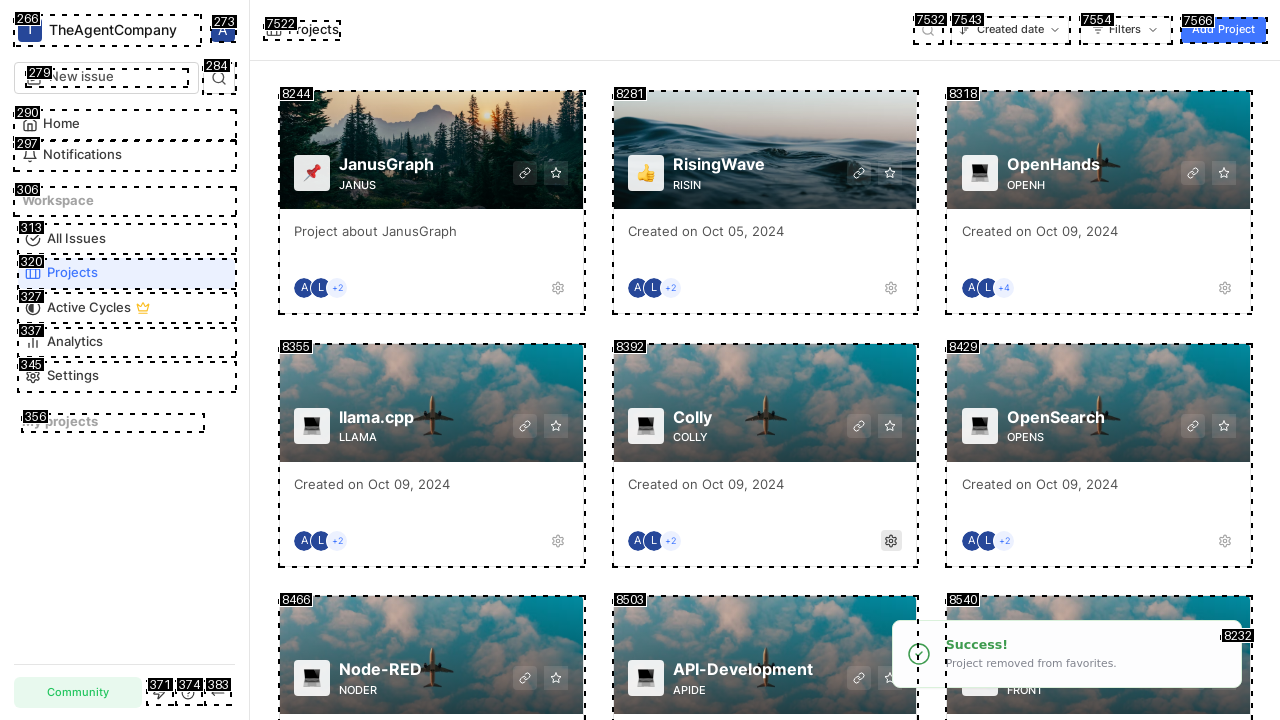 266
T
TheAgentCompany
273
A
279
New issue
284
290
Home
297
Notifications
306
Workspace
313
All Issues
320
Projects
327
Active Cycles
337
Analytics
345
Settings
356
My projects
Community
371
374
383
7522
Projects
7532
7543
Created date
7554
Filters
7566
Add Project
8244
JanusGraph
JANUS
Project about JanusGraph
A
L
+2
8281
RisingWave
RISIN
Created on Oct 05, 2024
A
L
+2
8318
OpenHands
OPENH
Created on Oct 09, 2024
A
L
+4
8355
llama.cpp
LLAMA
Created on Oct 09, 2024
A
L
+2
8392
Colly
COLLY
Created on Oct 09, 2024
A
L
+2
8429
OpenSearch
OPENS
Created on Oct 09, 2024
A
L
+2
8466
Node-RED
NODER
8503
API-Development
APIDE
8540
FRONT
8232
Success!
Project removed from favorites.